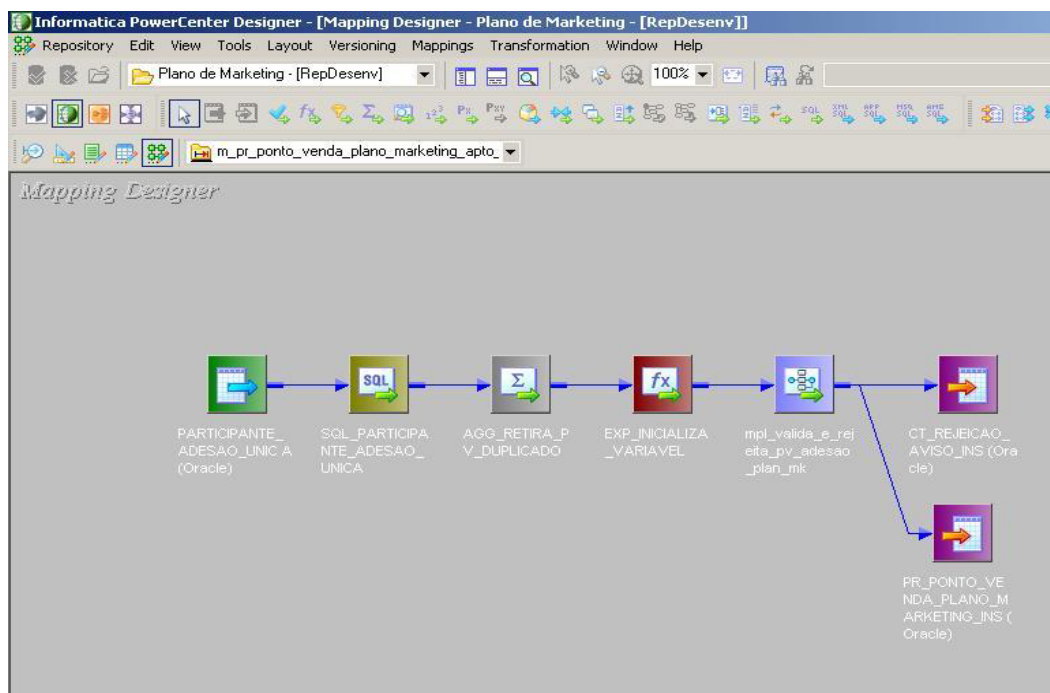 Informatica PowerCenter Designer - [Mapping Designer - Plano de Marketing - [RepDesenv]]
Repository Edit View Tools Layout Versioning Mappings Transformation Window Help
Plano de Marketing - [RepDesenv]
100%
m_pr_ponto_venda_plano_marketing_apto_
Mapping Designer
PARTICIPANTE_
ADESAO_UNIC A
(Oracle)
SQL
SQL_PARTICIPA
NTE_ADESAO_
UNICA
Σ
AGG_RETIRA_P
V_DUPLICADO
fx
EXP_INICIALIZA
_VARIAVEL
mpl_valida_e_rej
eita_pv_adesao
_plan_mk
CT_REJEICAO_
AVISO_INS (Ora
cle)
PR_PONTO_VE
NDA_PLANO_M
ARKETING_INS (
Oracle)